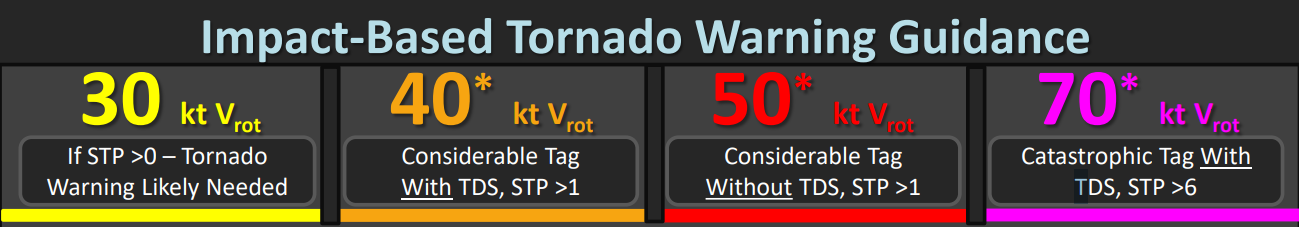 Impact-Based Tornado Warning Guidance
30 kt Vrot
If STP >0 – Tornado
Warning Likely Needed
40* kt Vrot
Considerable Tag
With TDS, STP >1
50* kt Vrot
Considerable Tag
Without TDS, STP >1
70* kt Vrot
Catastrophic Tag With
TDS, STP >6